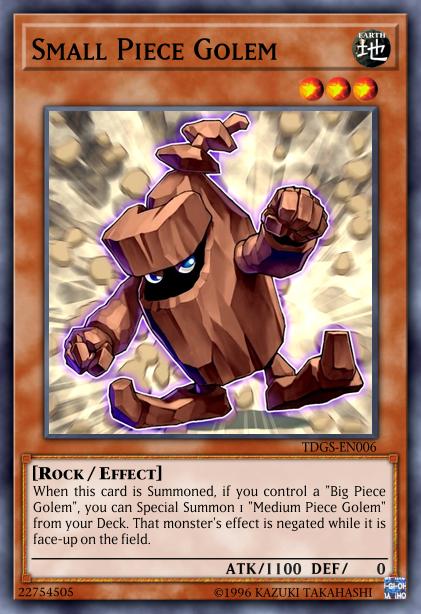 Small Piece Golem
EARTH
地
TDGS-EN006
[Rock / Effect]
When this card is Summoned, if you control a "Big Piece
Golem", you can Special Summon 1 "Medium Piece Golem"
from your Deck. That monster's effect is negated while it is
face-up on the field.
ATK/1100 DEF/ 0
22754505
©1996 KAZUKI TAKAHASHI